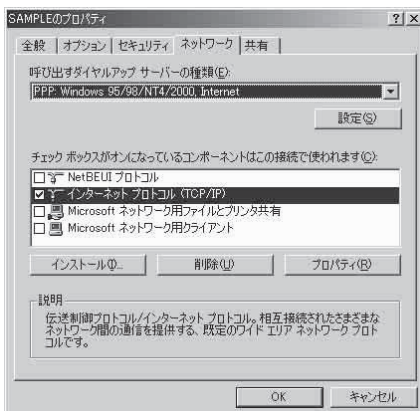 SAMPLEのプロパティ
全般 オプション セキュリティ ネットワーク 共有
呼び出すダイヤルアップ サーバーの種類(E):
PPP: Windows 95/98/NT4/2000, Internet
設定(S)
チェック ボックスがオンになっているコンポーネントはこの接続で使われます(C):
NetBEUI プロトコル
インターネット プロトコル (TCP/IP)
Microsoft ネットワーク用ファイルとプリンタ共有
Microsoft ネットワーク用クライアント
インストール(I)... 削除(U) プロパティ(R)
説明
伝送制御プロトコル/インターネット プロトコル。相互接続されたさまざまな
ネットワーク間の通信を提供する、既定のワイド エリア ネットワーク プロト
コルです。
OK キャンセル